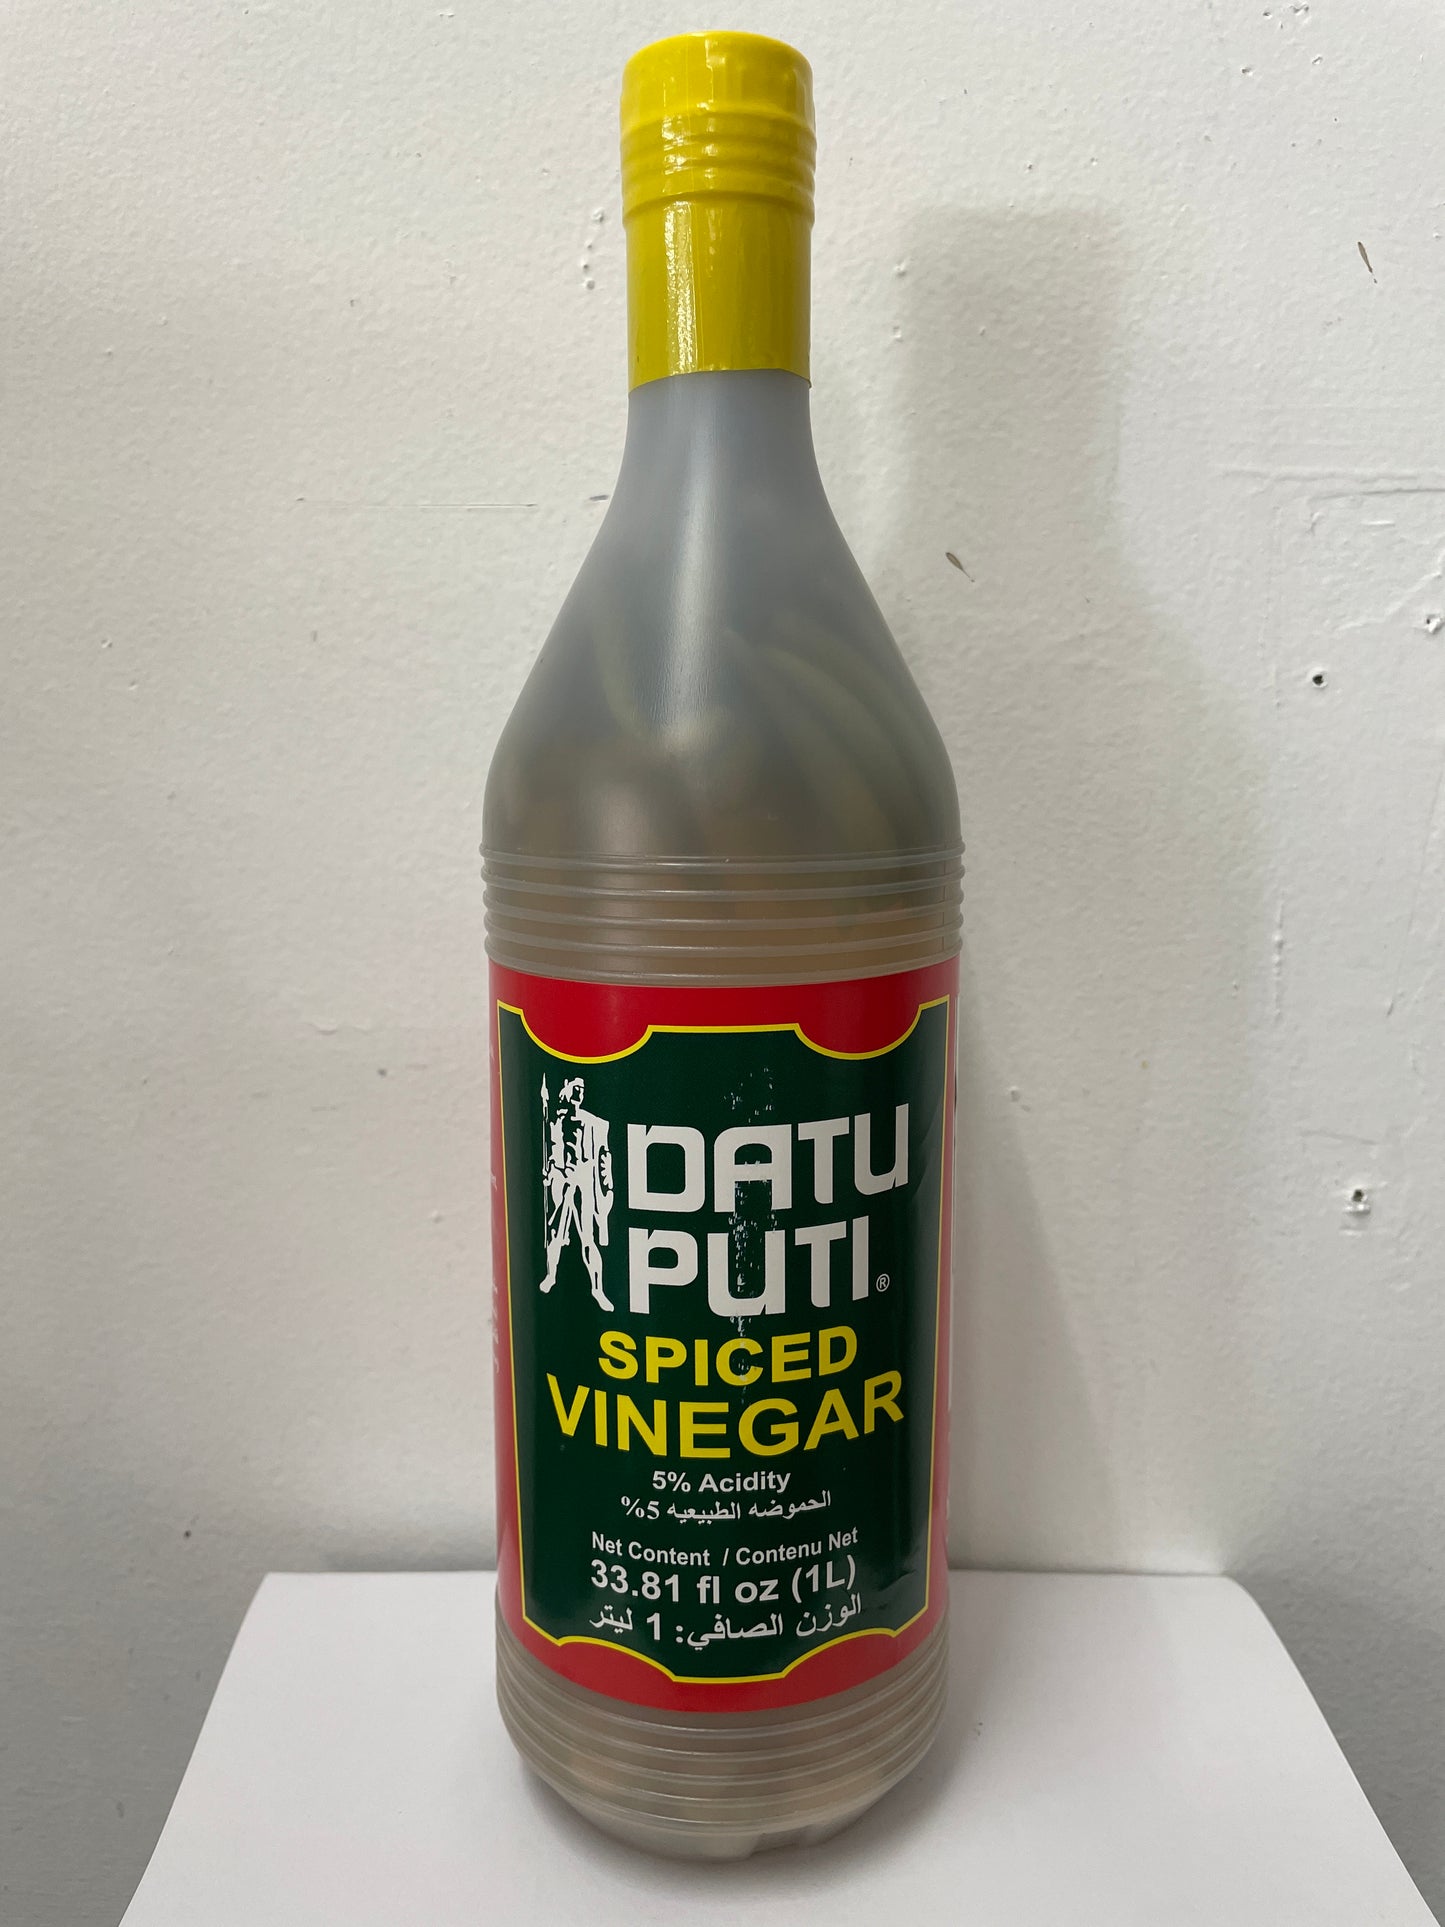 DATU
PUTI®
SPICED
VINEGAR
5% Acidity
الحموضه الطبيعيه 5%
Net Content / Contenu Net
33.81 fl oz (1L)
الوزن الصافي: 1 ليتر